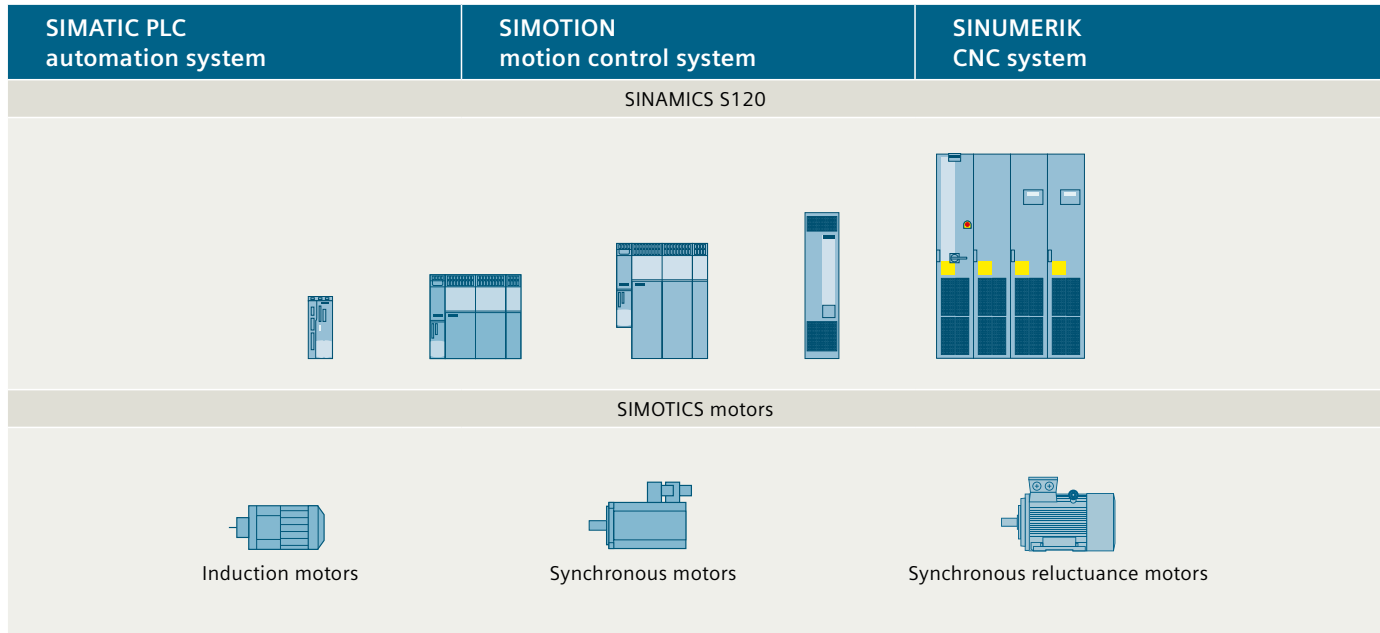 SIMATIC PLC
automation system
SIMOTION
motion control system
SINUMERIK
CNC system
SINAMICS S120
SIMOTICS motors
Induction motors
Synchronous motors
Synchronous reluctuance motors